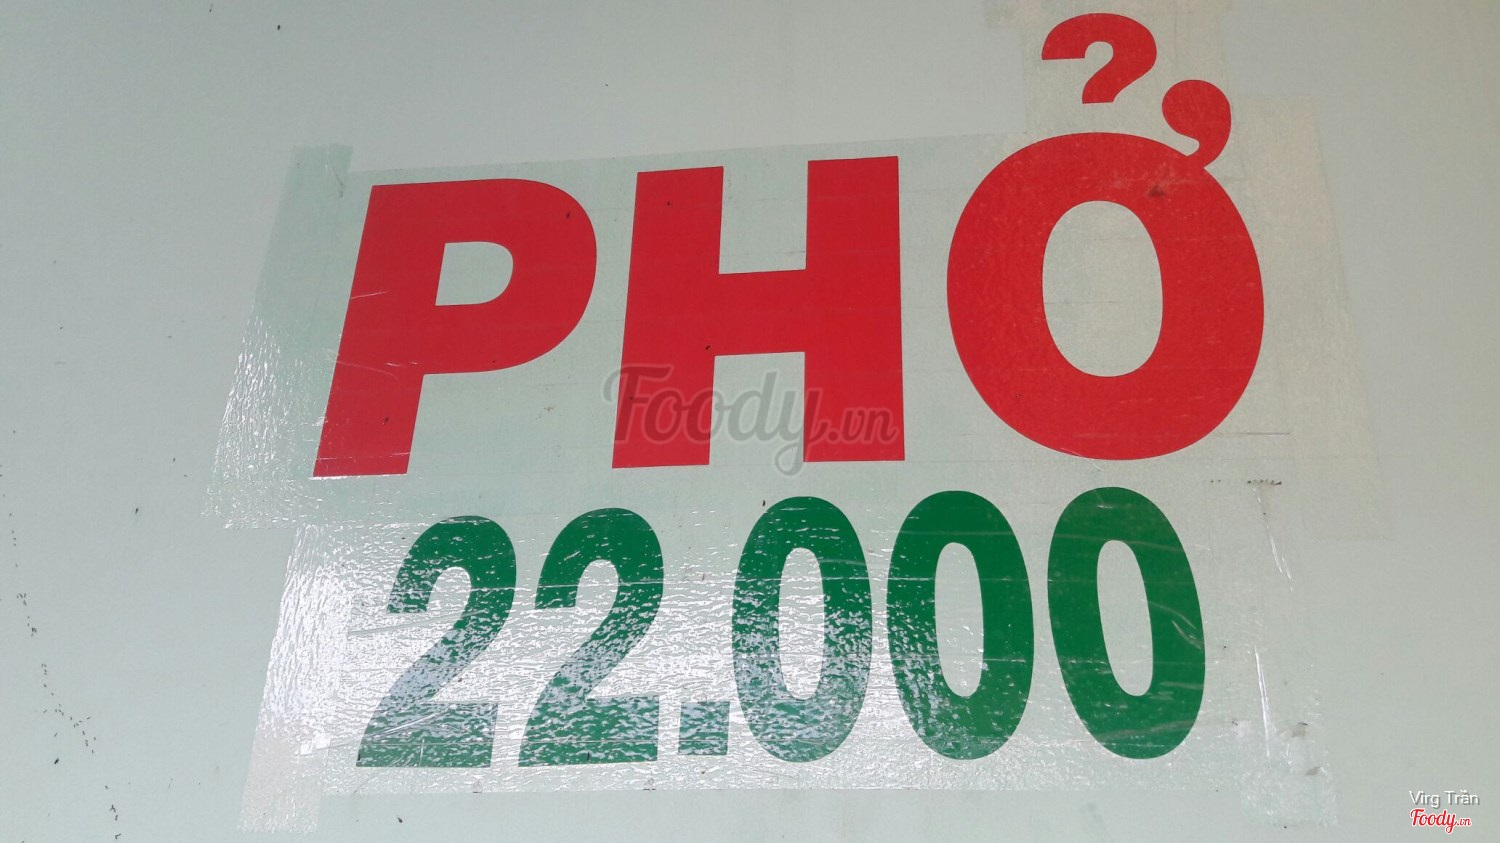 PHỞ
22.000
Foody.vn
Virg Trần
Foody.vn